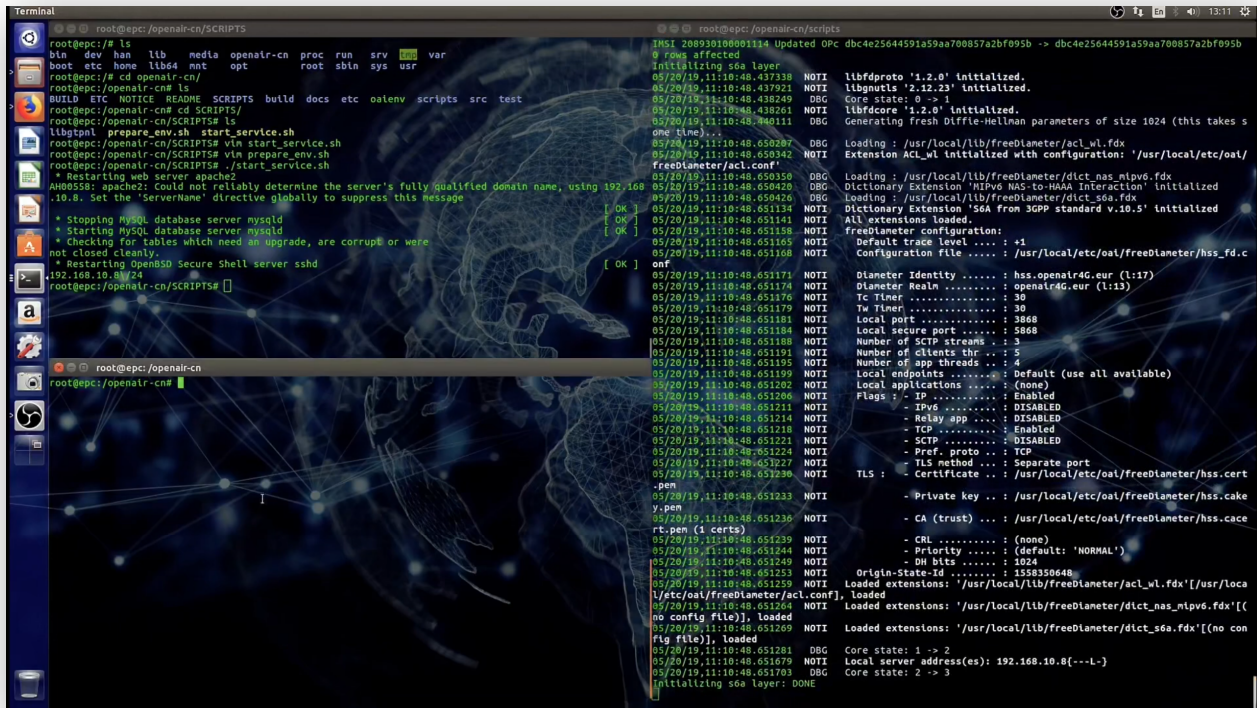 Terminal
En
13:11
root@epc: /openair-cn/SCRIPTS
root@epc:/# ls
bin dev han lib media openair-cn proc run srv tmp var
boot etc home lib64 mnt opt root sbin sys usr
root@epc:/# cd openair-cn/
root@epc:/openair-cn# ls
BUILD ETC NOTICE README SCRIPTS build docs etc oaienv scripts src test
root@epc:/openair-cn# cd SCRIPTS/
root@epc:/openair-cn/SCRIPTS# ls
libgtpnl prepare_env.sh start_service.sh
root@epc:/openair-cn/SCRIPTS# vim start_service.sh
root@epc:/openair-cn/SCRIPTS# vim prepare_env.sh
root@epc:/openair-cn/SCRIPTS# ./start_service.sh
* Restarting web server apache2
AH00558: apache2: Could not reliably determine the server's fully qualified domain name, using 192.168
.10.8. Set the 'ServerName' directive globally to suppress this message
[ OK ]
* Stopping MySQL database server mysqld [ OK ]
* Starting MySQL database server mysqld [ OK ]
* Checking for tables which need an upgrade, are corrupt or were
not closed cleanly.
* Restarting OpenBSD Secure Shell server sshd [ OK ]
192.168.10.8\/24
root@epc:/openair-cn/SCRIPTS#
root@epc: /openair-cn
root@epc:/openair-cn#
root@epc: /openair-cn/scripts
IMSI 208930100001114 Updated OPc dbc4e25644591a59aa700857a2bf095b -> dbc4e25644591a59aa700857a2bf095b
0 rows affected
Initializing s6a layer
05/20/19,11:10:48.437338 NOTI libfdproto '1.2.0' initialized.
05/20/19,11:10:48.437921 NOTI libgnutls '2.12.23' initialized.
05/20/19,11:10:48.438249 DBG Core state: 0 -> 1
05/20/19,11:10:48.438261 NOTI libfdcore '1.2.0' initialized.
05/20/19,11:10:48.440111 DBG Generating fresh Diffie-Hellman parameters of size 1024 (this takes s
ome time)...
05/20/19,11:10:48.650207 DBG Loading : /usr/local/lib/freeDiameter/acl_wl.fdx
05/20/19,11:10:48.650342 NOTI Extension ACL_wl initialized with configuration: '/usr/local/etc/oai/
freeDiameter/acl.conf'
05/20/19,11:10:48.650350 DBG Loading : /usr/local/lib/freeDiameter/dict_nas_mipv6.fdx
05/20/19,11:10:48.650420 DBG Dictionary Extension 'MIPv6 NAS-to-HAAA Interaction' initialized
05/20/19,11:10:48.650426 DBG Loading : /usr/local/lib/freeDiameter/dict_s6a.fdx
05/20/19,11:10:48.651134 NOTI Dictionary Extension 'S6A from 3GPP standard v.10.5' initialized
05/20/19,11:10:48.651141 NOTI All extensions loaded.
05/20/19,11:10:48.651158 NOTI freeDiameter configuration:
05/20/19,11:10:48.651165 NOTI Default trace level .... : +1
05/20/19,11:10:48.651168 NOTI Configuration file ..... : /usr/local/etc/oai/freeDiameter/hss_fd.c
onf
05/20/19,11:10:48.651171 NOTI Diameter Identity ...... : hss.openair4G.eur (l:17)
05/20/19,11:10:48.651174 NOTI Diameter Realm ......... : openair4G.eur (l:13)
05/20/19,11:10:48.651176 NOTI Tc Timer ............... : 30
05/20/19,11:10:48.651179 NOTI Tw Timer ............... : 30
05/20/19,11:10:48.651181 NOTI Local port ............. : 3868
05/20/19,11:10:48.651184 NOTI Local secure port ...... : 5868
05/20/19,11:10:48.651188 NOTI Number of SCTP streams . : 3
05/20/19,11:10:48.651191 NOTI Number of clients thr .. : 5
05/20/19,11:10:48.651195 NOTI Number of app threads .. : 4
05/20/19,11:10:48.651199 NOTI Local endpoints ........ : Default (use all available)
05/20/19,11:10:48.651202 NOTI Local applications ..... : (none)
05/20/19,11:10:48.651206 NOTI Flags : - IP ........... : Enabled
05/20/19,11:10:48.651211 NOTI - IPv6 ......... : DISABLED
05/20/19,11:10:48.651214 NOTI - Relay app .... : DISABLED
05/20/19,11:10:48.651218 NOTI - TCP .......... : Enabled
05/20/19,11:10:48.651221 NOTI - SCTP ......... : DISABLED
05/20/19,11:10:48.651224 NOTI - Pref. proto .. : TCP
05/20/19,11:10:48.651227 NOTI - TLS method ... : Separate port
05/20/19,11:10:48.651230 NOTI TLS : - Certificate .. : /usr/local/etc/oai/freeDiameter/hss.cert
.pem
05/20/19,11:10:48.651233 NOTI - Private key .. : /usr/local/etc/oai/freeDiameter/hss.cake
y.pem
05/20/19,11:10:48.651236 NOTI - CA (trust) ... : /usr/local/etc/oai/freeDiameter/hss.cace
rt.pem (1 certs)
05/20/19,11:10:48.651239 NOTI - CRL .......... : (none)
05/20/19,11:10:48.651244 NOTI - Priority ..... : (default: 'NORMAL')
05/20/19,11:10:48.651249 NOTI - DH bits ...... : 1024
05/20/19,11:10:48.651253 NOTI Origin-State-Id ........ : 1558350648
05/20/19,11:10:48.651259 NOTI Loaded extensions: '/usr/local/lib/freeDiameter/acl_wl.fdx'[/usr/loca
l/etc/oai/freeDiameter/acl.conf], loaded
05/20/19,11:10:48.651264 NOTI Loaded extensions: '/usr/local/lib/freeDiameter/dict_nas_mipv6.fdx'[(
no config file)], loaded
05/20/19,11:10:48.651269 NOTI Loaded extensions: '/usr/local/lib/freeDiameter/dict_s6a.fdx'[(no con
fig file)], loaded
05/20/19,11:10:48.651281 DBG Core state: 1 -> 2
05/20/19,11:10:48.651679 NOTI Local server address(es): 192.168.10.8{---L-}
05/20/19,11:10:48.651703 DBG Core state: 2 -> 3
Initializing s6a layer: DONE